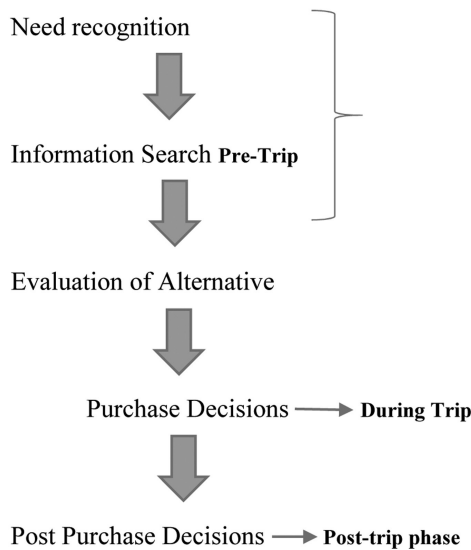 Need recognition
Information Search Pre-Trip
Evaluation of Alternative
Purchase Decisions During Trip
Post Purchase Decisions Post-trip phase